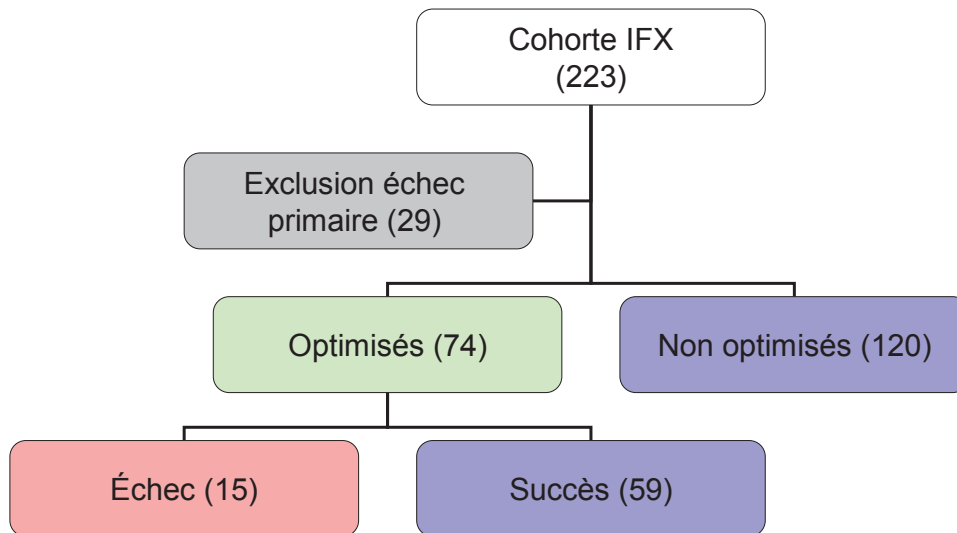 Cohorte IFX
(223)
Exclusion échec
primaire (29)
Optimisés (74)
Non optimisés (120)
Échec (15)
Succès (59)